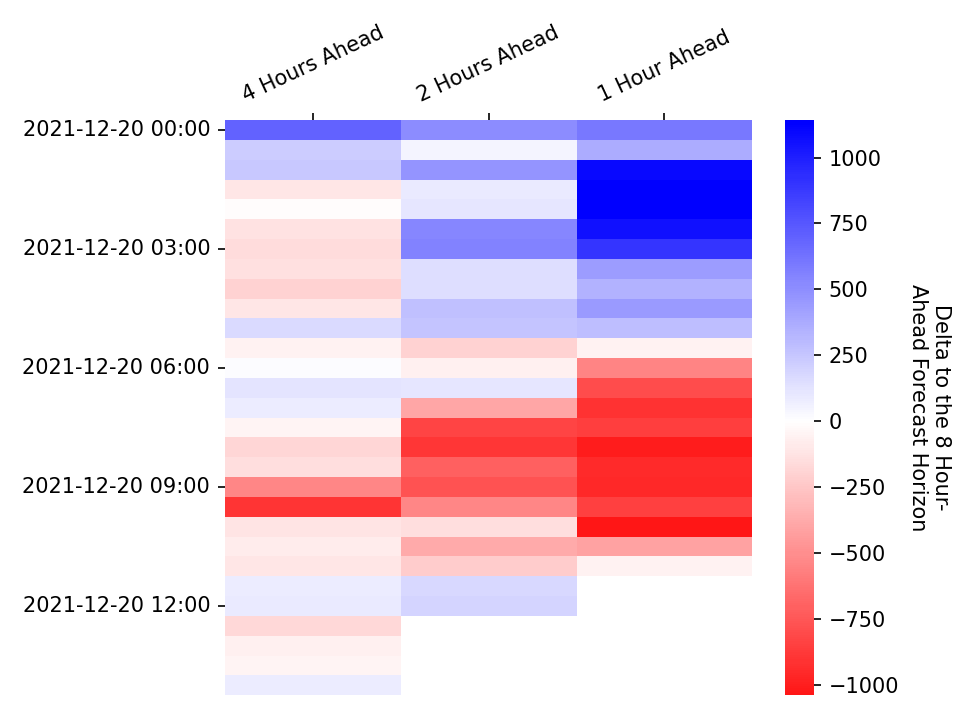 4 Hours Ahead
2 Hours Ahead
1 Hour Ahead
2021-12-20 00:00
2021-12-20 03:00
2021-12-20 06:00
2021-12-20 09:00
2021-12-20 12:00
1000
750
500
250
0
−250
−500
−750
−1000
Delta to the 8 Hour-
Ahead Forecast Horizon